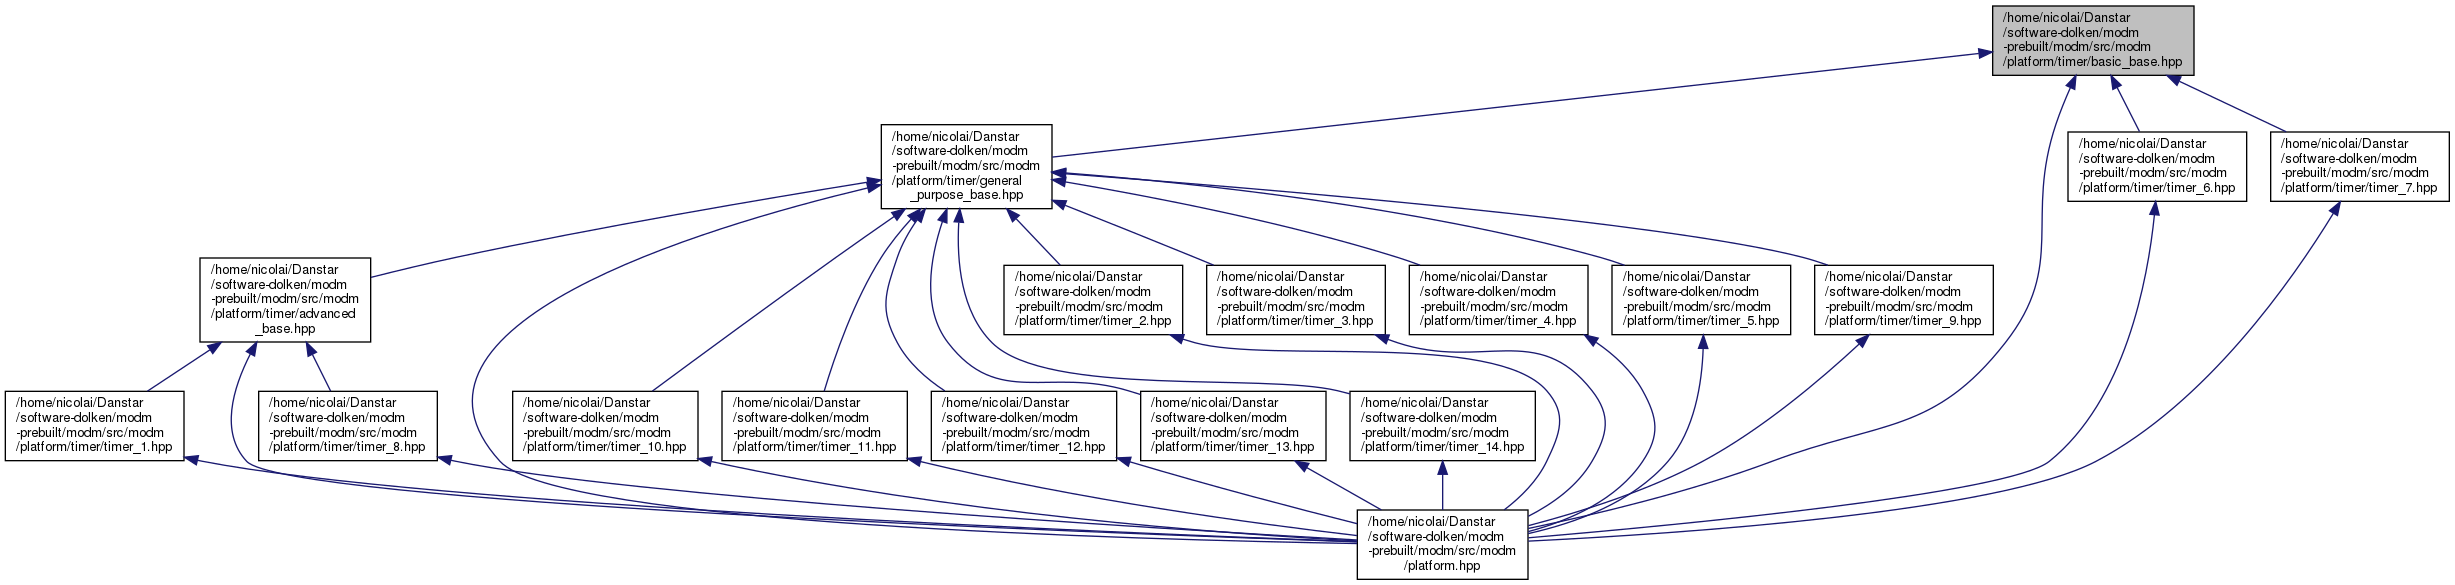 /home/nicolai/Danstar
/software-dolken/modm
-prebuilt/modm/src/modm
/platform/timer/basic_base.hpp
/home/nicolai/Danstar
/software-dolken/modm
-prebuilt/modm/src/modm
/platform/timer/general
_purpose_base.hpp
/home/nicolai/Danstar
/software-dolken/modm
-prebuilt/modm/src/modm
/platform/timer/timer_6.hpp
/home/nicolai/Danstar
/software-dolken/modm
-prebuilt/modm/src/modm
/platform/timer/timer_7.hpp
/home/nicolai/Danstar
/software-dolken/modm
-prebuilt/modm/src/modm
/platform/timer/advanced
_base.hpp
/home/nicolai/Danstar
/software-dolken/modm
-prebuilt/modm/src/modm
/platform/timer/timer_2.hpp
/home/nicolai/Danstar
/software-dolken/modm
-prebuilt/modm/src/modm
/platform/timer/timer_3.hpp
/home/nicolai/Danstar
/software-dolken/modm
-prebuilt/modm/src/modm
/platform/timer/timer_4.hpp
/home/nicolai/Danstar
/software-dolken/modm
-prebuilt/modm/src/modm
/platform/timer/timer_5.hpp
/home/nicolai/Danstar
/software-dolken/modm
-prebuilt/modm/src/modm
/platform/timer/timer_9.hpp
/home/nicolai/Danstar
/software-dolken/modm
-prebuilt/modm/src/modm
/platform/timer/timer_1.hpp
/home/nicolai/Danstar
/software-dolken/modm
-prebuilt/modm/src/modm
/platform/timer/timer_8.hpp
/home/nicolai/Danstar
/software-dolken/modm
-prebuilt/modm/src/modm
/platform/timer/timer_10.hpp
/home/nicolai/Danstar
/software-dolken/modm
-prebuilt/modm/src/modm
/platform/timer/timer_11.hpp
/home/nicolai/Danstar
/software-dolken/modm
-prebuilt/modm/src/modm
/platform/timer/timer_12.hpp
/home/nicolai/Danstar
/software-dolken/modm
-prebuilt/modm/src/modm
/platform/timer/timer_13.hpp
/home/nicolai/Danstar
/software-dolken/modm
-prebuilt/modm/src/modm
/platform/timer/timer_14.hpp
/home/nicolai/Danstar
/software-dolken/modm
-prebuilt/modm/src/modm
/platform.hpp